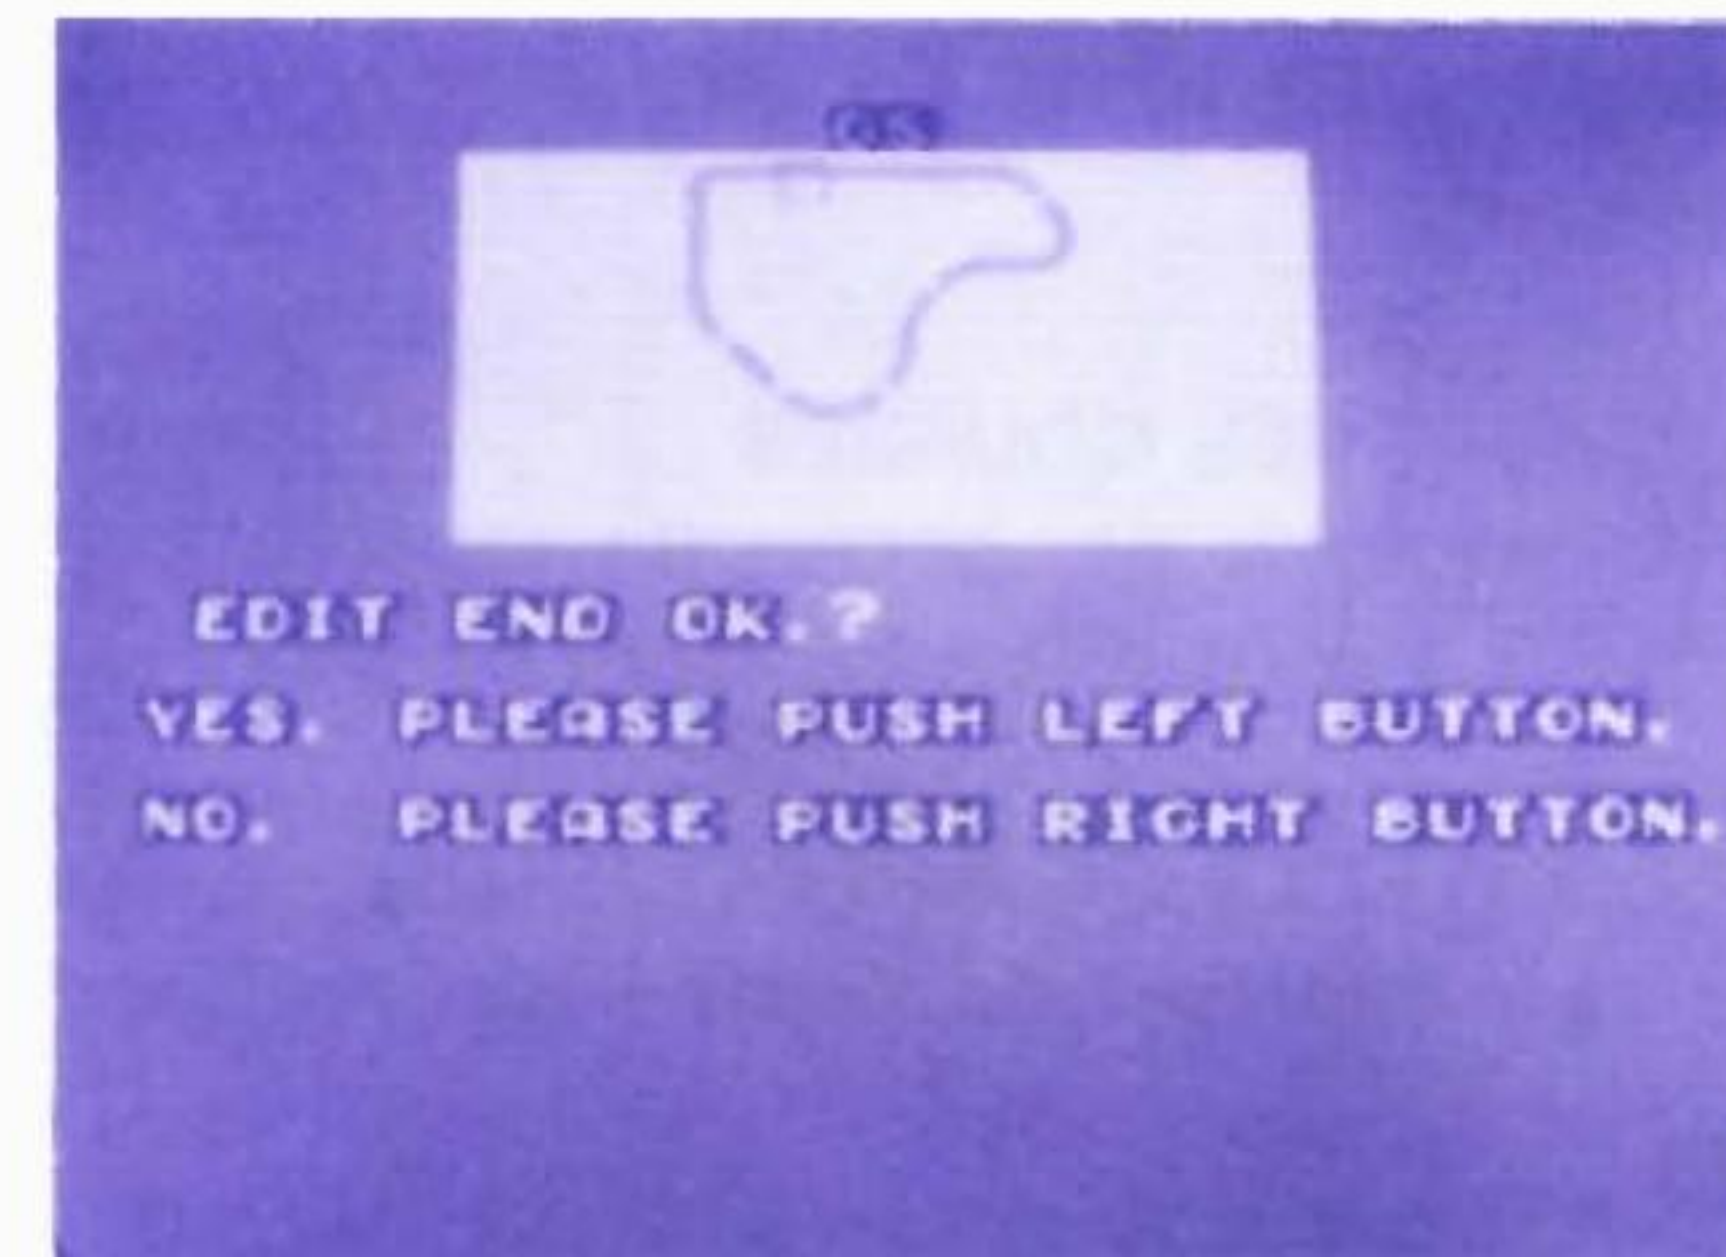 EDIT END OK.?
YES. PLEASE PUSH LEFT BUTTON.
NO. PLEASE PUSH RIGHT BUTTON.